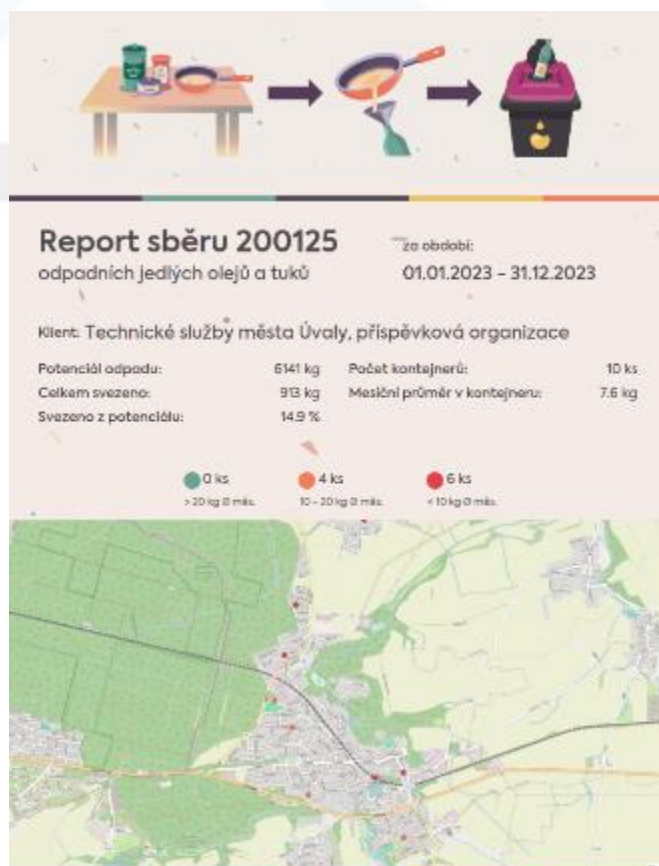 Report sběru 200125
odpadních jedlých olejů a tuků
za období:
01.01.2023 - 31.12.2023
Klient: Technické služby města Úvaly, příspěvková organizace
Potenciál odpadu: 6141 kg
Celkem svezeno: 913 kg
Svezeno z potenciálu: 14.9 %
Počet kontejnerů: 10 ks
Mesiční průměr v kontejneru: 7.6 kg
0 ks
> 20 kg Ø měs.
4 ks
10 - 20 kg Ø měs.
6 ks
< 10 kg Ø měs.